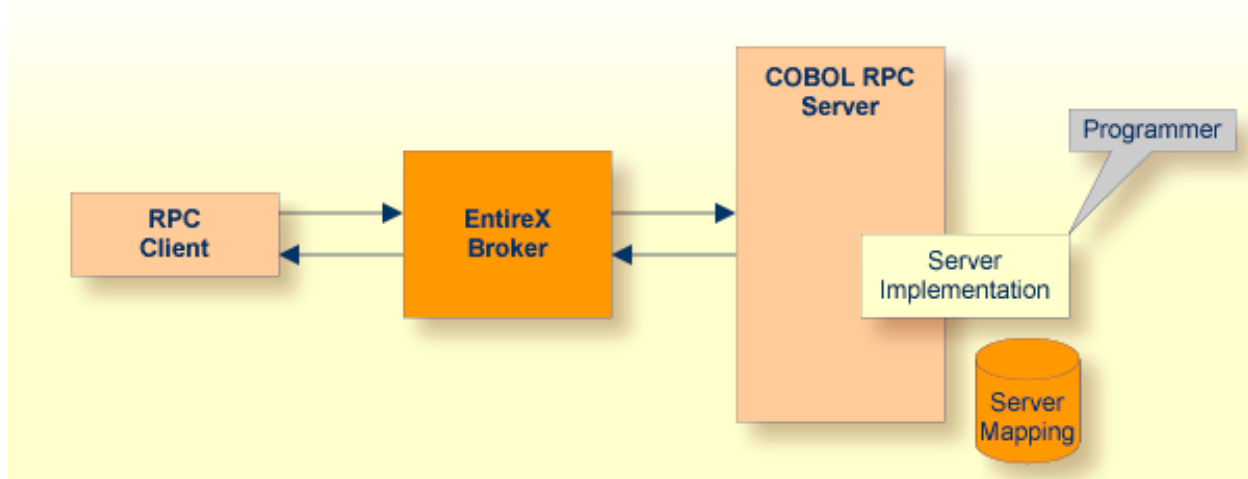 COBOL RPC
Server
Programmer
RPC
Client
EntireX
Broker
Server
Implementation
Server
Mapping